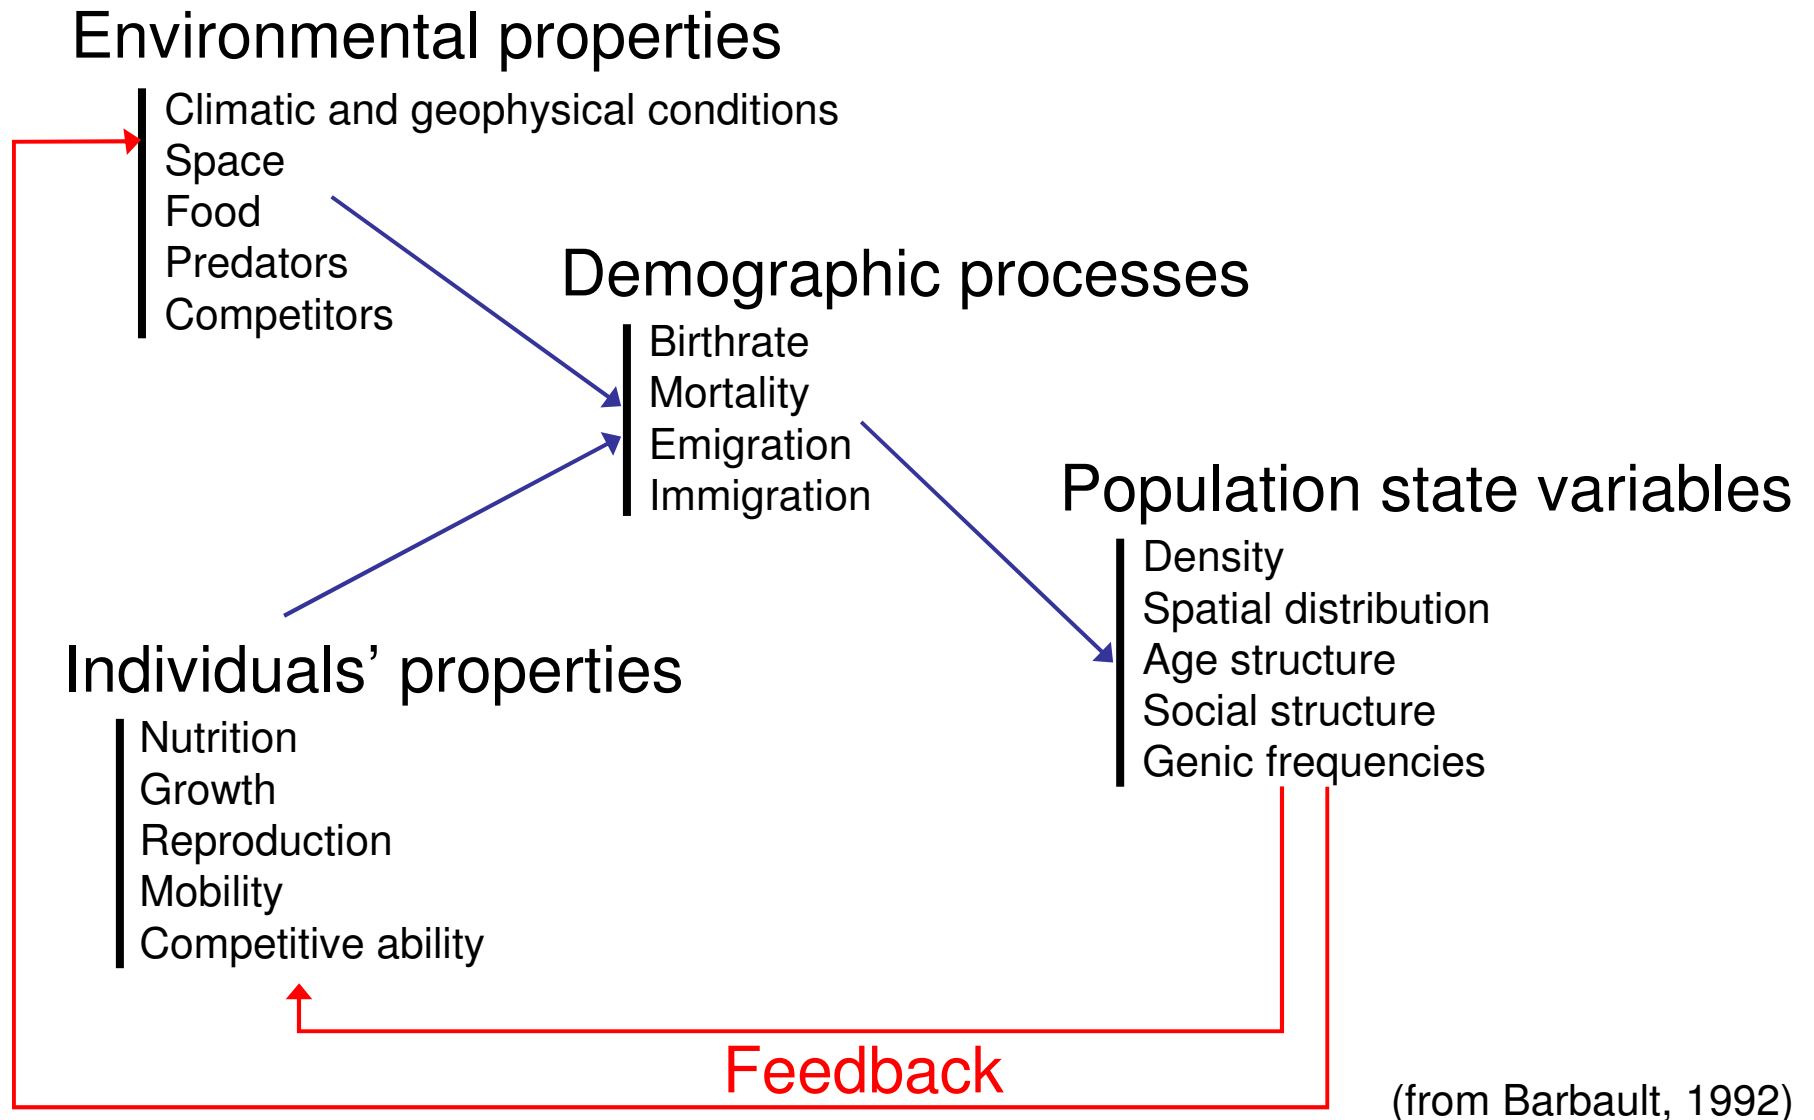 Environmental properties
Climatic and geophysical conditions
Space
Food
Predators
Competitors
Demographic processes
Birthrate
Mortality
Emigration
Immigration
Population state variables
Density
Spatial distribution
Age structure
Social structure
Genic frequencies
Individuals’ properties
Nutrition
Growth
Reproduction
Mobility
Competitive ability
Feedback
(from Barbault, 1992)